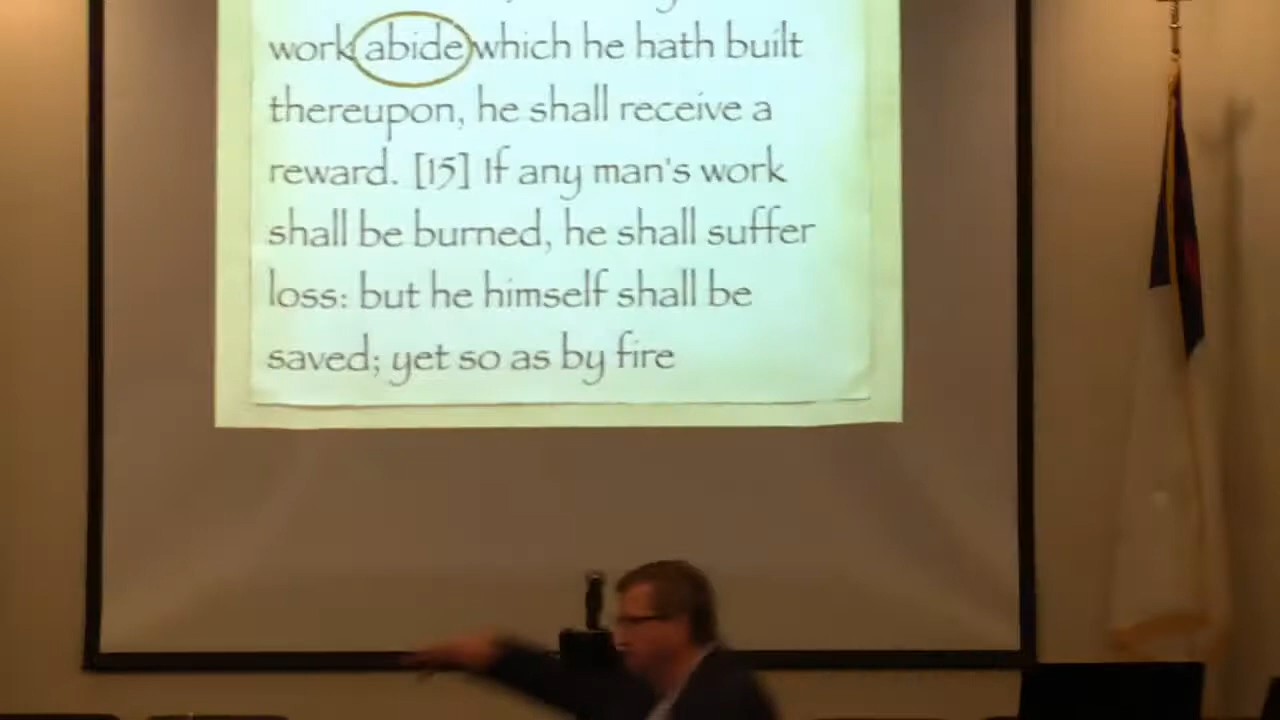 work abide which he hath built
thereupon, he shall receive a
reward. [15] If any man's work
shall be burned, he shall suffer
loss: but he himself shall be
saved; yet so as by fire